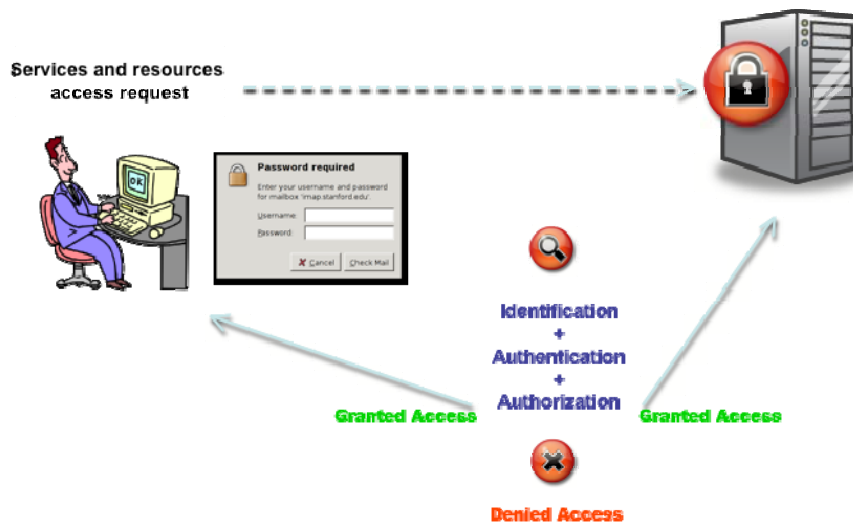 Services and resources
access request
OK
Password required
Enter your username and password
for mailbox 'imap.stanford.edu'.
Username:
Password:
Cancel Check Mail
Identification
+
Authentication
+
Authorization
Granted Access Granted Access
Denied Access